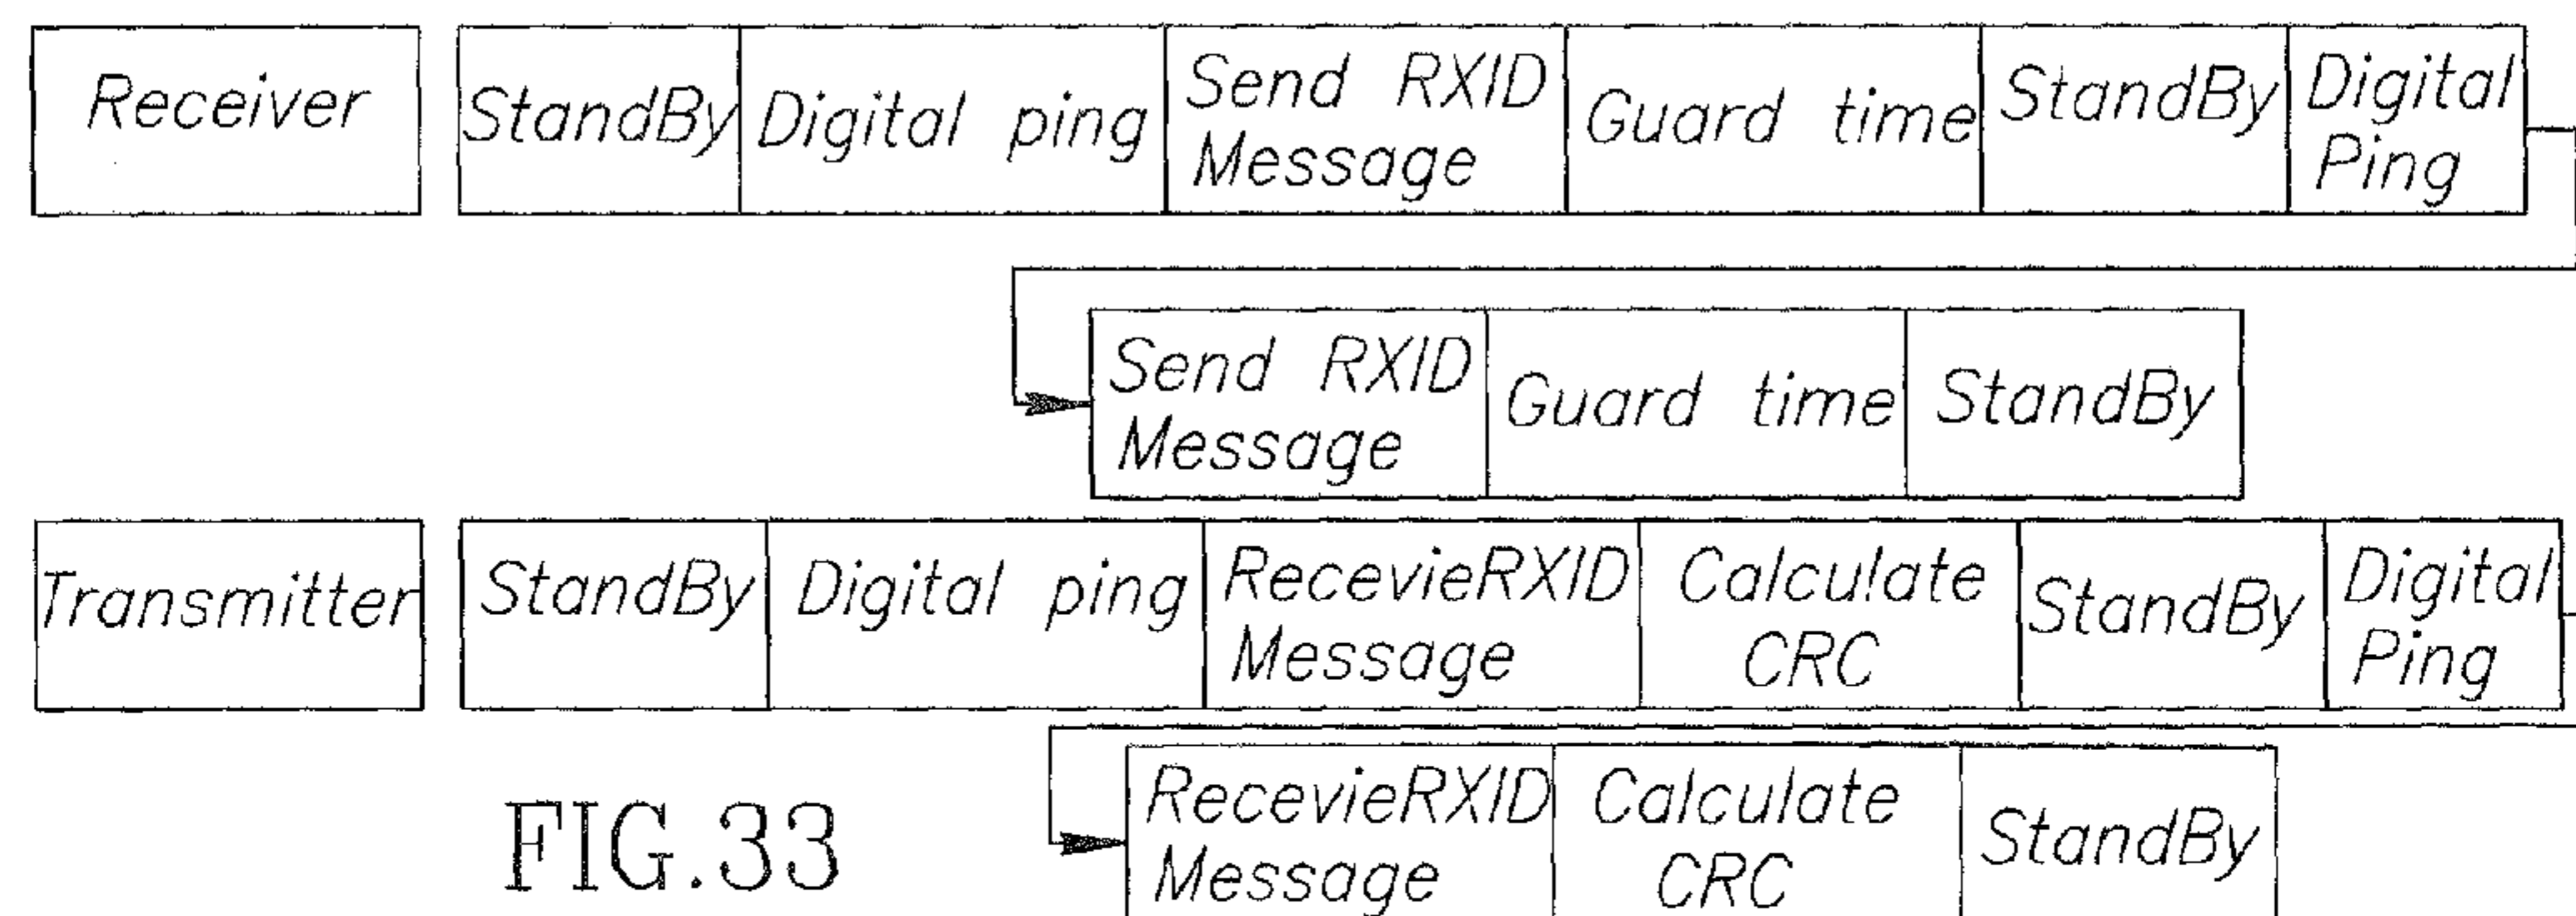 Receiver
StandBy
Digital ping
Send RXID
Message
Guard time
StandBy
Digital
Ping
Send RXID
Message
Guard time
StandBy
Transmitter
StandBy
Digital ping
RecevieRXID
Message
Calculate
CRC
StandBy
Digital
Ping
RecevieRXID
Message
Calculate
CRC
StandBy
FIG.33